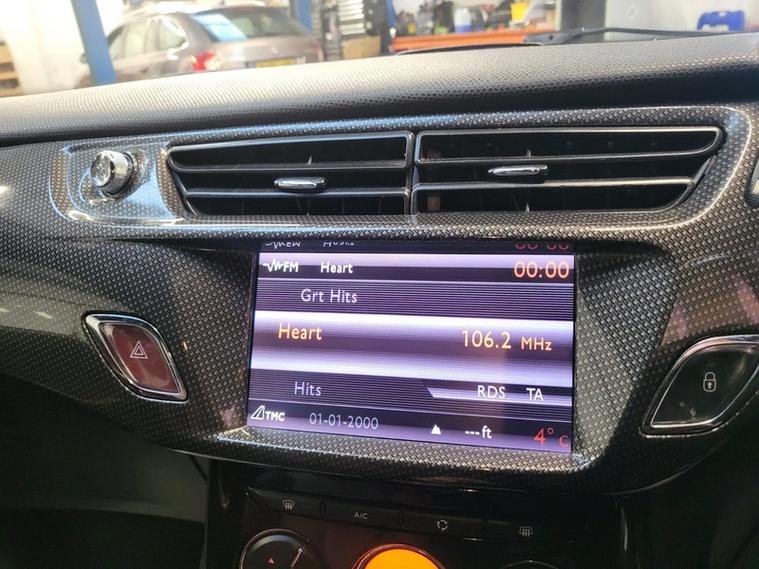 FM Heart 00:00
Grt Hits
Heart 106.2 MHz
Hits RDS TA
TMC 01-01-2000 ---ft 4° C
A/C